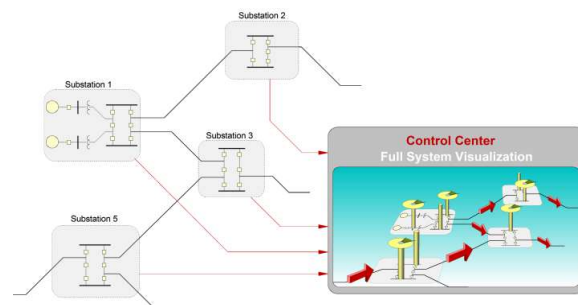 Substation 2
Substation 1
Substation 3
Substation 5
Control Center
Full System Visualization